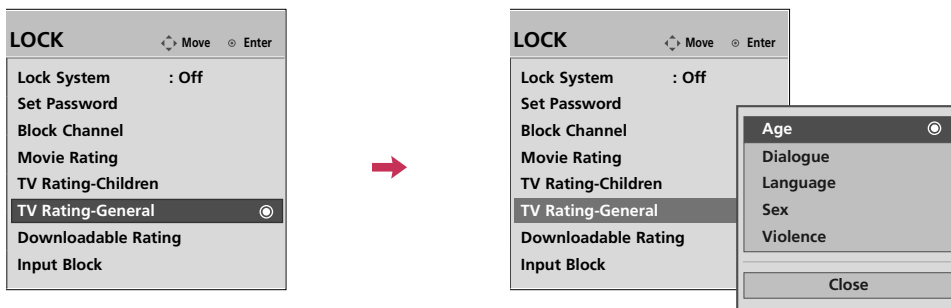 LOCK Move Enter
Lock System : Off
Set Password
Block Channel
Movie Rating
TV Rating-Children
TV Rating-General
Downloadable Rating
Input Block
LOCK Move Enter
Lock System : Off
Set Password
Block Channel
Movie Rating
TV Rating-Children
TV Rating-General
Downloadable Rating
Input Block
Age
Dialogue
Language
Sex
Violence
Close